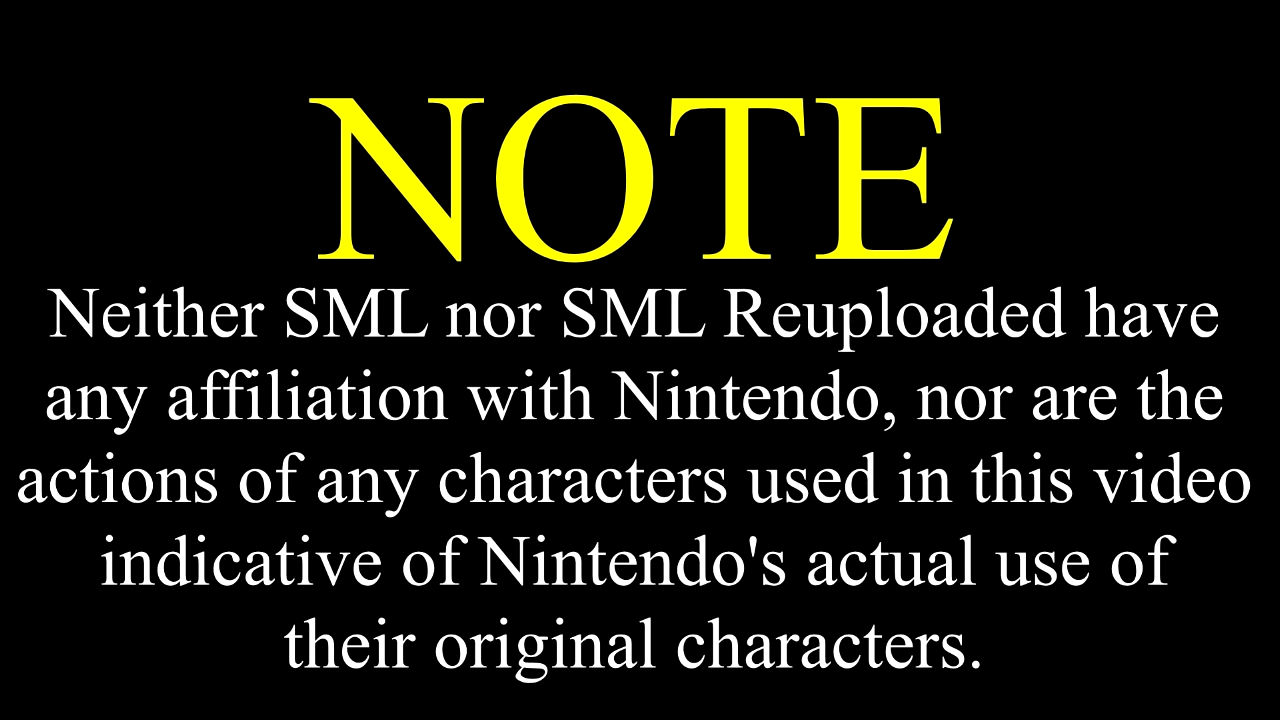 NOTE
Neither SML nor SML Reuploaded have
any affiliation with Nintendo, nor are the
actions of any characters used in this video
indicative of Nintendo's actual use of
their original characters.